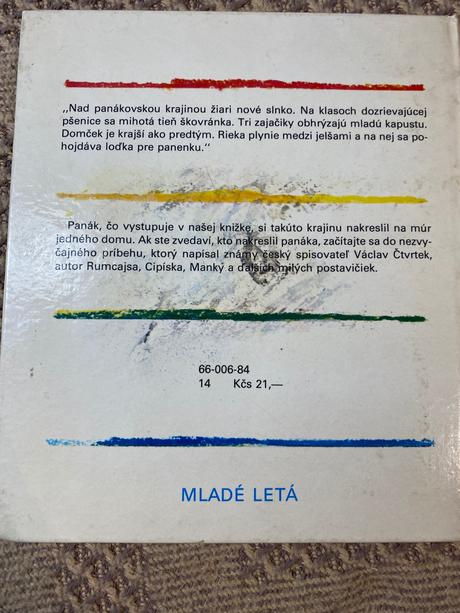 „Nad panákovskou krajinou žiari nové slnko. Na klasoch dozrievajúcej
pšenice sa mihotá tieň škovránka. Tri zajačiky obhrýzajú mladú kapustu.
Domček je krajší ako predtým. Rieka plynie medzi jelšami a na nej sa po-
hojdáva loďka pre panenku.“
Panák, čo vystupuje v našej knižke, si takúto krajinu nakreslil na múr
jedného domu. Ak ste zvedaví, kto nakreslil panáka, začítajte sa do nezvy-
čajného príbehu, ktorý napísal známy český spisovateľ Václav Čtvrtek,
autor Rumcajsa, Cipíska, Manky a ďalších milých postavičiek.
66-006-84
14 Kčs 21,—
MLADÉ LETÁ